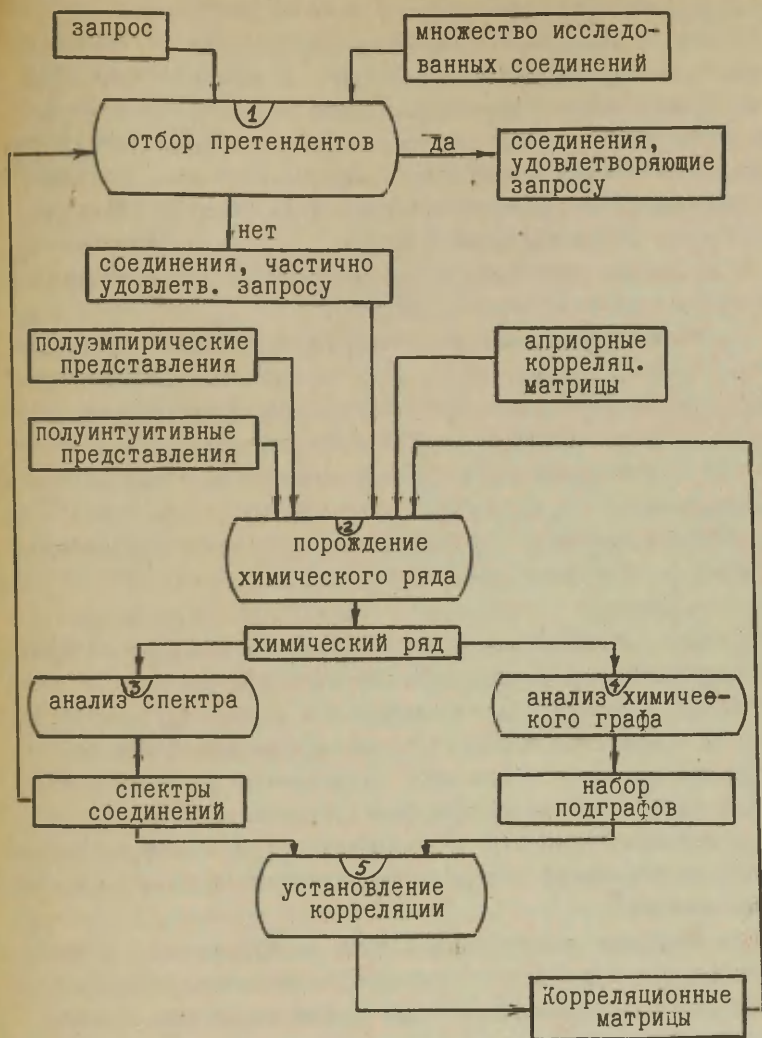 запрос
множество исследо-
ванных соединений
1
отбор претендентов
да
соединения,
удовлетворяющие
запросу
нет
соединения, частично
удовлетв. запросу
полуэмпирические
представления
априорные
корреляц.
матрицы
полуинтуитивные
представления
2
порождение
химического ряда
химический ряд
3
анализ спектра
4
анализ химичес-
кого графа
спектры
соединений
набор
подграфов
5
установление
корреляции
Корреляционные
матрицы